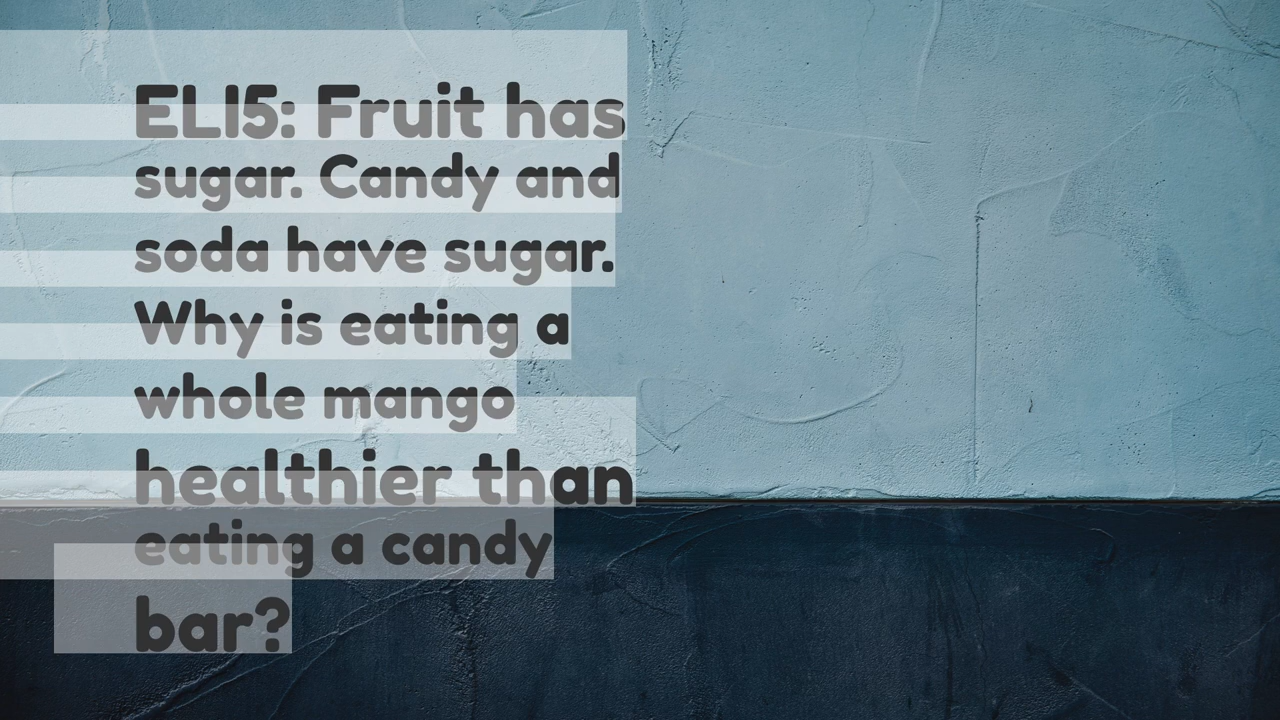 ELI5: Fruit has
sugar. Candy and
soda have sugar.
Why is eating a
whole mango
healthier than
eating a candy
bar?